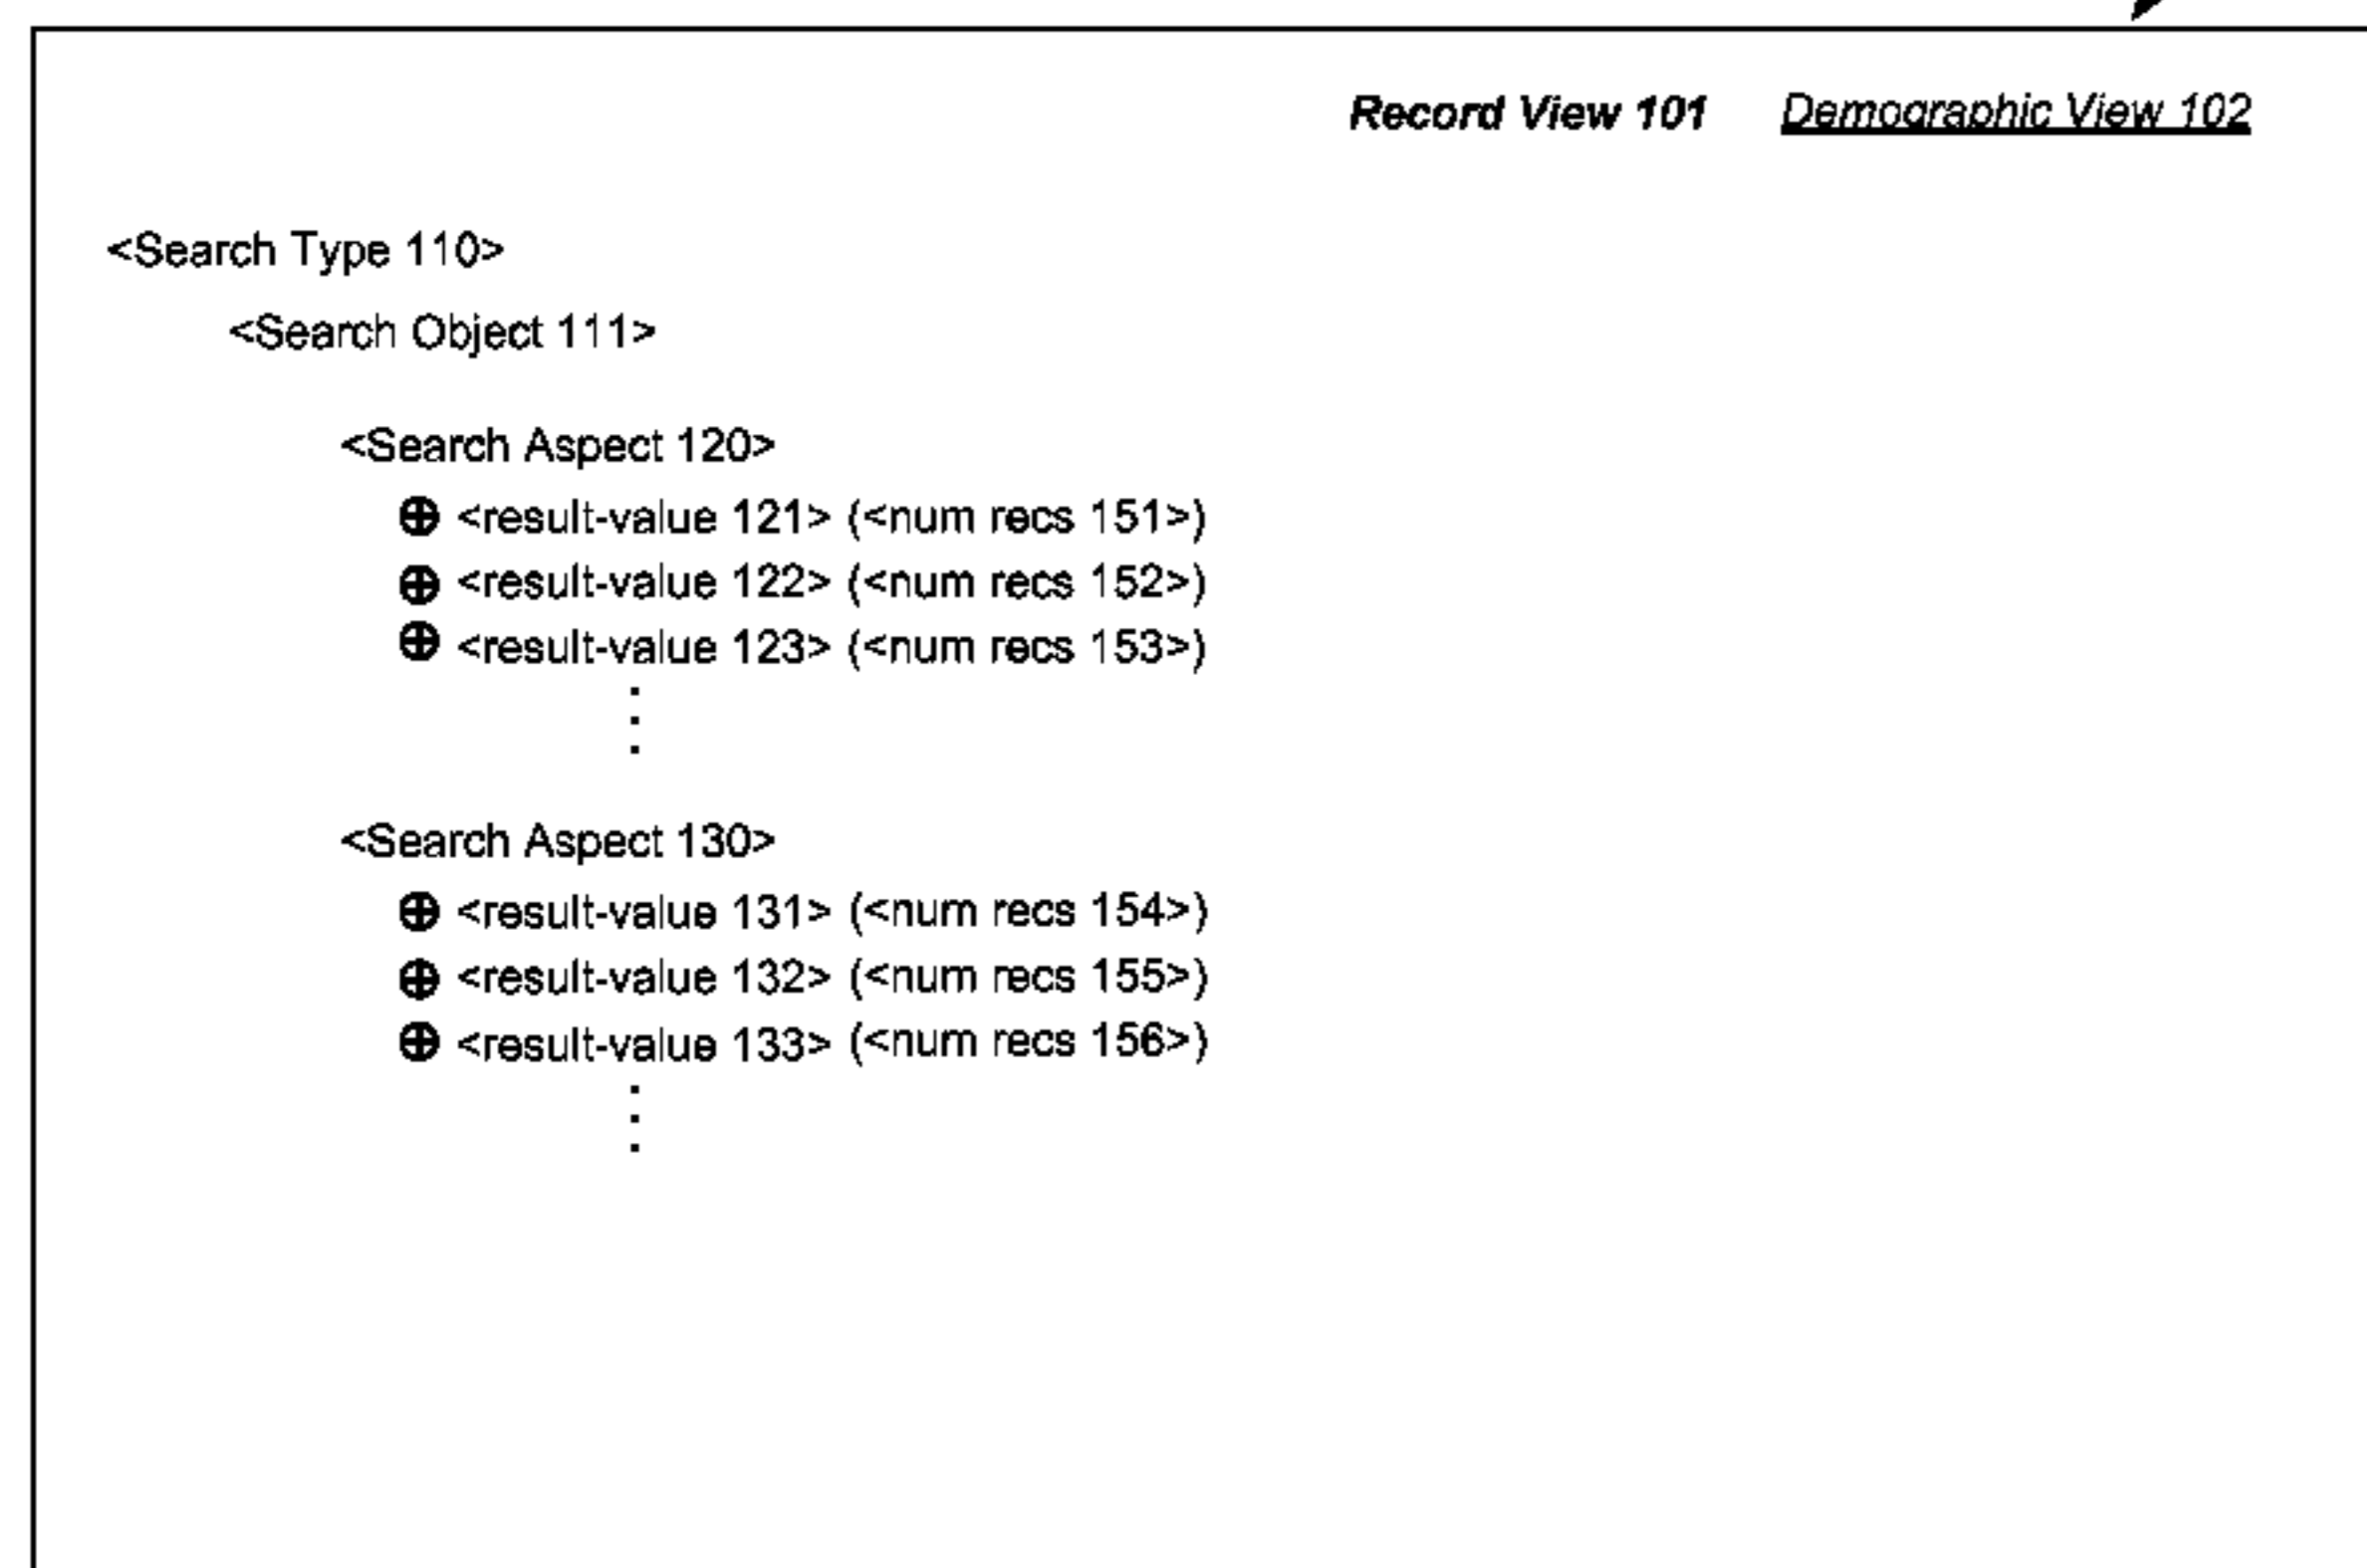 Record View 101 Demographic View 102
<Search Type 110>
<Search Object 111>
<Search Aspect 120>
⊕ <result-value 121> (<num recs 151>)
⊕ <result-value 122> (<num recs 152>)
⊕ <result-value 123> (<num recs 153>)
<Search Aspect 130>
⊕ <result-value 131> (<num recs 154>)
⊕ <result-value 132> (<num recs 155>)
⊕ <result-value 133> (<num recs 156>)